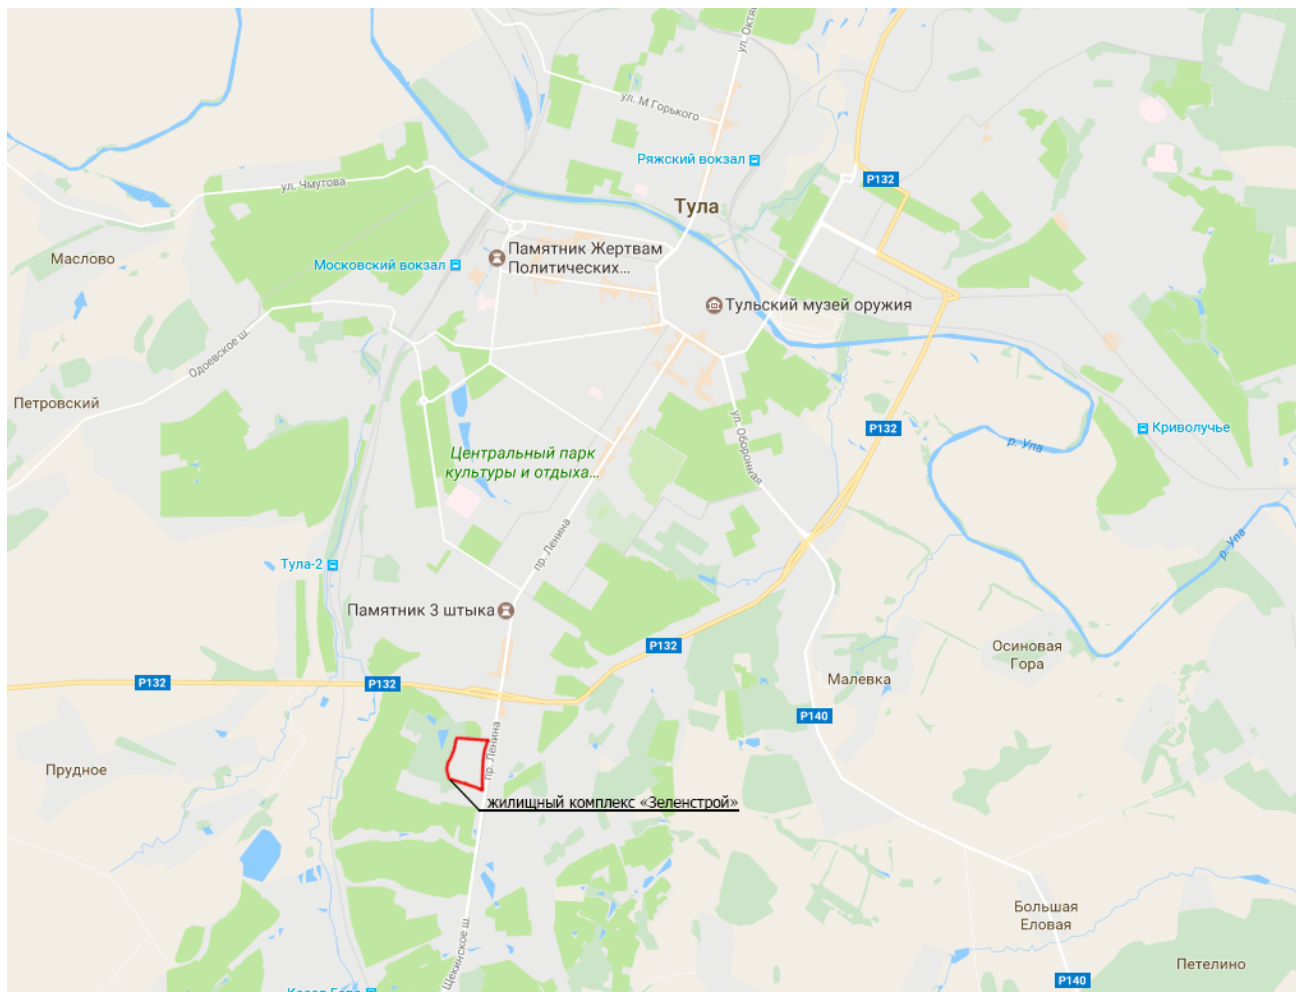 ул. Октя
ул. М Горького
Ряжский вокзал
Р132
ул. Чмутова
Тула
Памятник Жертвам
Политических...
Маслово
Московский вокзал
Тульский музей оружия
Одоевское ш.
Петровский
ул. Оборонная
Р132
Криволучье
р. Упа
Центральный парк
культуры и отдыха...
пр. Ленина
р. Упа
Тула-2
Памятник 3 штыка
Р132
Осиновая
Гора
Р132
Р132
Малевка
Р140
пр. Ленина
Прудное
жилищный комплекс «Зеленстрой»
Большая
Еловая
Щекинское ш.
Петелино
Р140